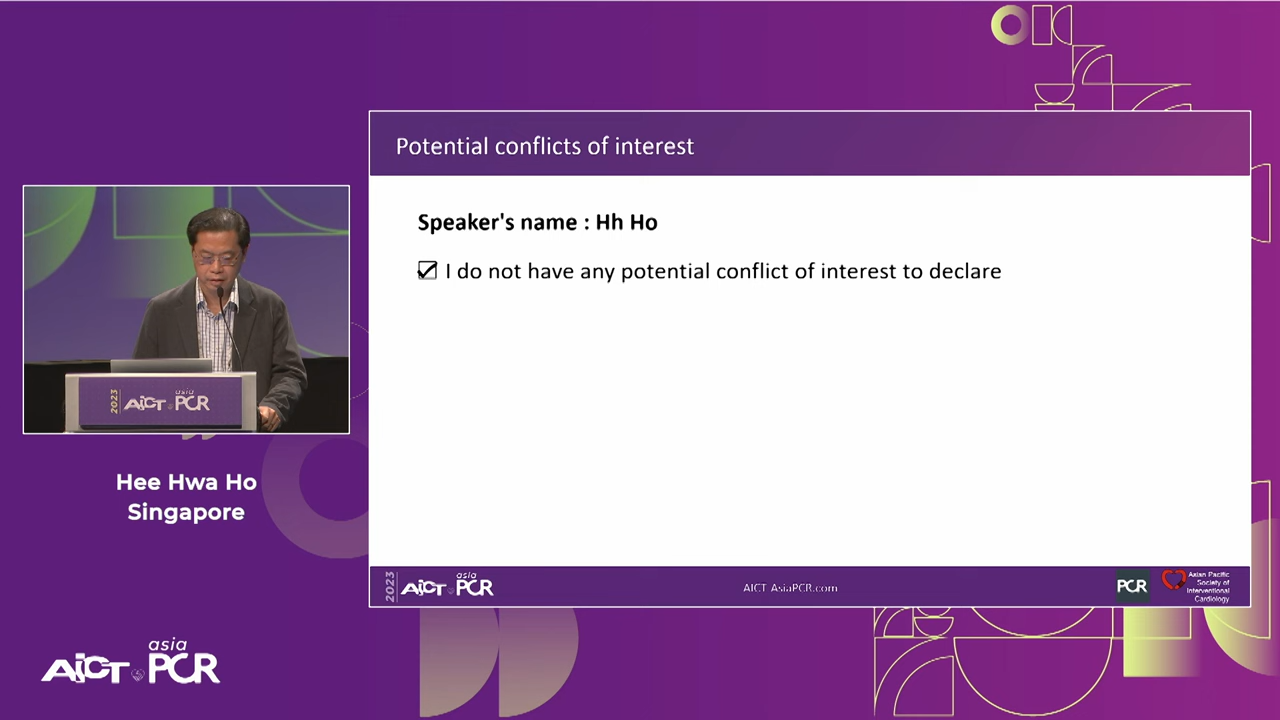 Potential conflicts of interest
Speaker's name : Hh Ho
I do not have any potential conflict of interest to declare
2023 AICT asia PCR
Hee Hwa Ho
Singapore
2023 AICT asia PCR
AICT AsiaPCR.com
PCR
Asian Pacific
Society of
Interventional
Cardiology
asia
AICT PCR